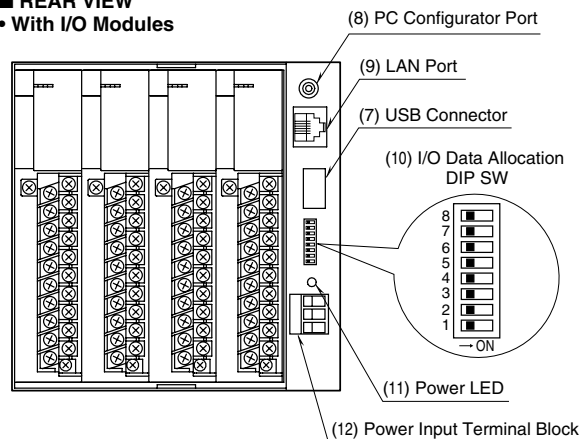 ■ REAR VIEW
• With I/O Modules
(8) PC Configurator Port
(9) LAN Port
(7) USB Connector
(10) I/O Data Allocation
DIP SW
8
7
6
5
4
3
2
1
→ ON
(11) Power LED
(12) Power Input Terminal Block